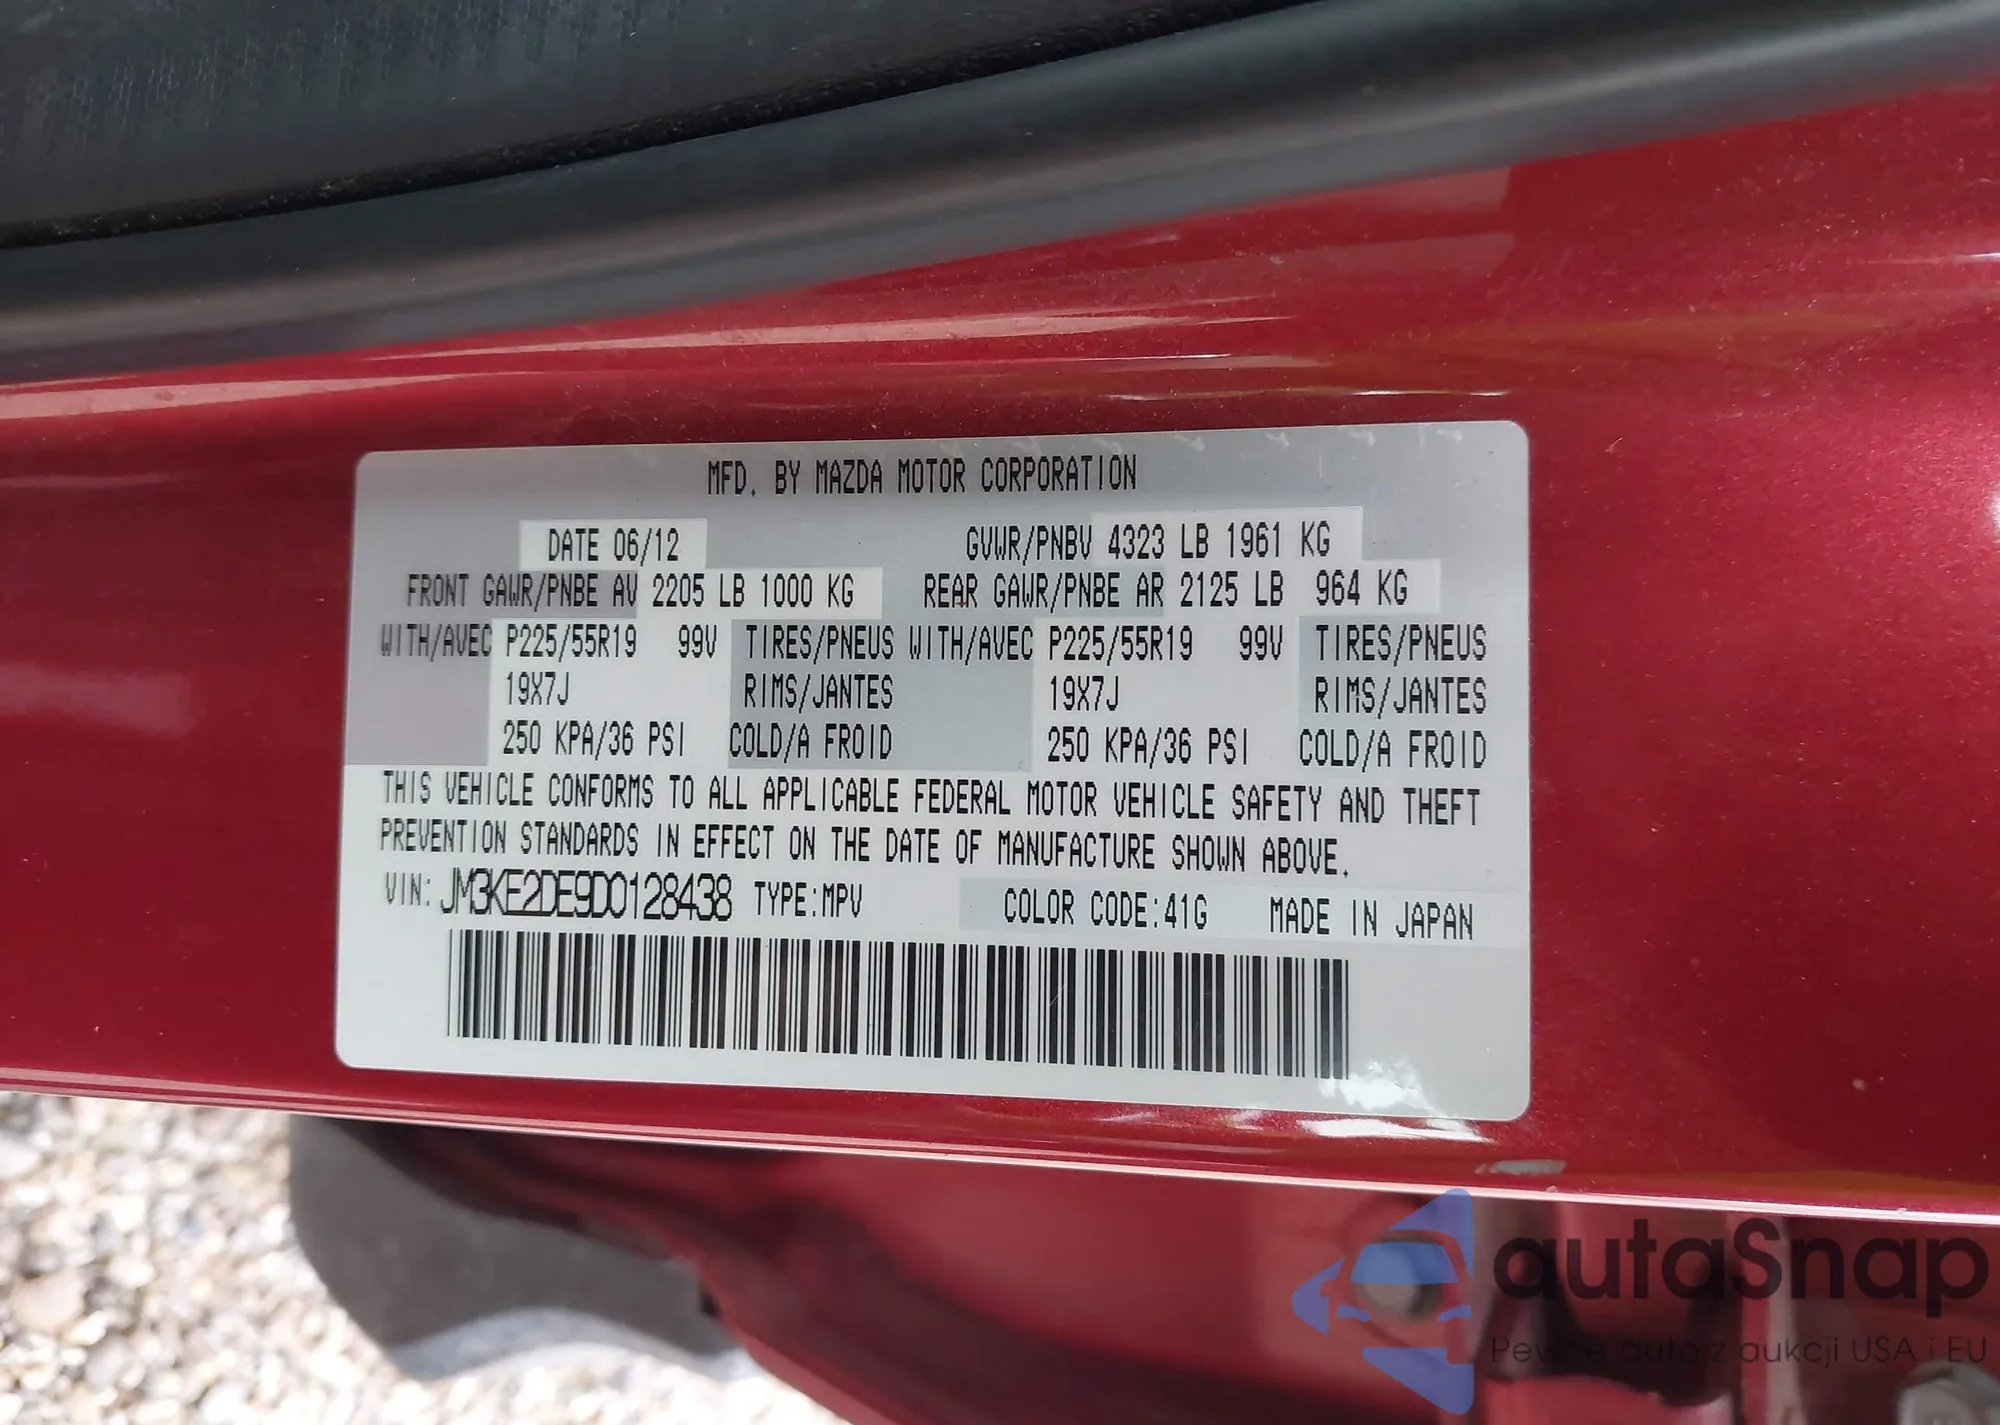 MFD. BY MAZDA MOTOR CORPORATION
DATE 06/12 GVWR/PNBV 4323 LB 1961 KG
FRONT GAWR/PNBE AV 2205 LB 1000 KG REAR GAWR/PNBE AR 2125 LB 964 KG
WITH/AVEC P225/55R19 99V TIRES/PNEUS WITH/AVEC P225/55R19 99V TIRES/PNEUS
19X7J RIMS/JANTES 19X7J RIMS/JANTES
250 KPA/36 PSI COLD/A FROID 250 KPA/36 PSI COLD/A FROID
THIS VEHICLE CONFORMS TO ALL APPLICABLE FEDERAL MOTOR VEHICLE SAFETY AND THEFT
PREVENTION STANDARDS IN EFFECT ON THE DATE OF MANUFACTURE SHOWN ABOVE.
VIN: JM3KE2DE9D0128438 TYPE:MPV COLOR CODE:41G MADE IN JAPAN
autaSnap
Pewne auta z aukcji USA i EU